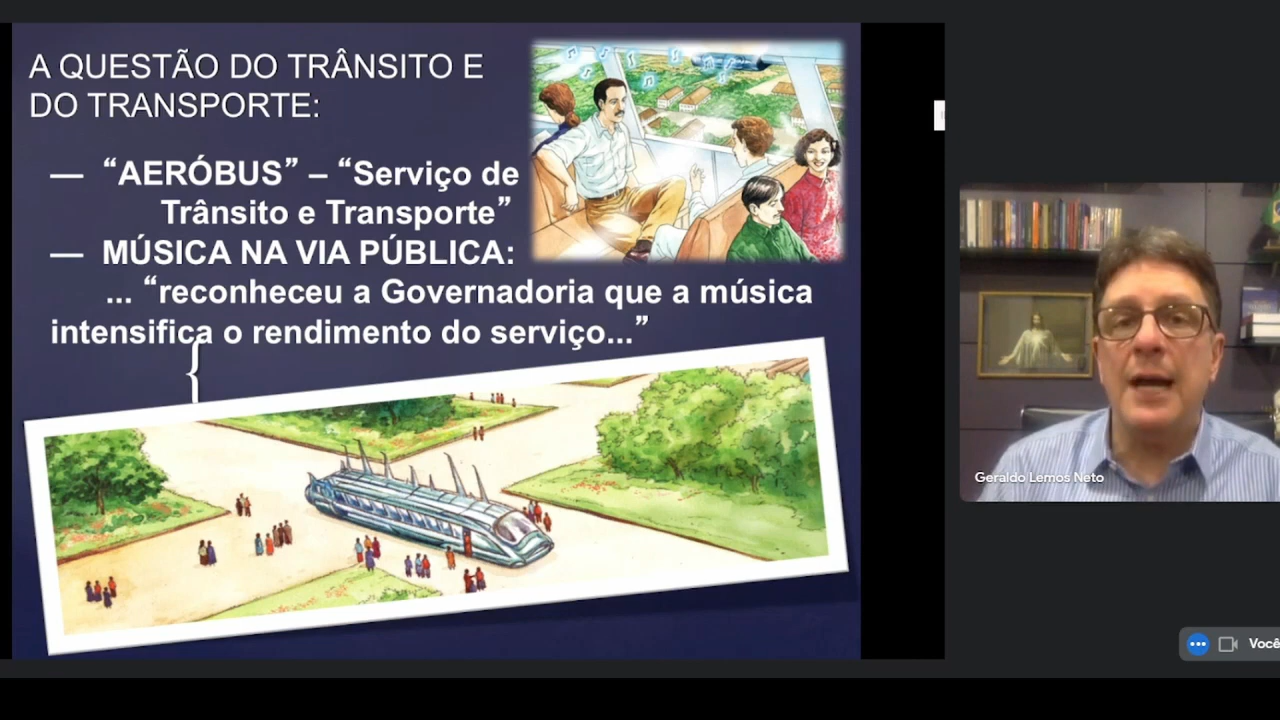 A QUESTÃO DO TRÂNSITO E
DO TRANSPORTE:
— “AERÓBUS” – “Serviço de
Trânsito e Transporte”
— MÚSICA NA VIA PÚBLICA:
... “reconheceu a Governadoria que a música
intensifica o rendimento do serviço...”
{
Geraldo Lemos Neto
Você